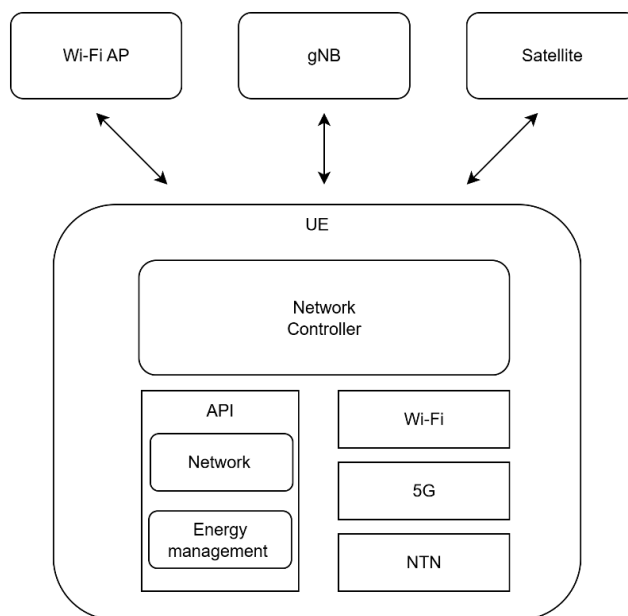 Wi-Fi AP
gNB
Satellite
UE
Network
Controller
API
Network
Energy
management
Wi-Fi
5G
NTN